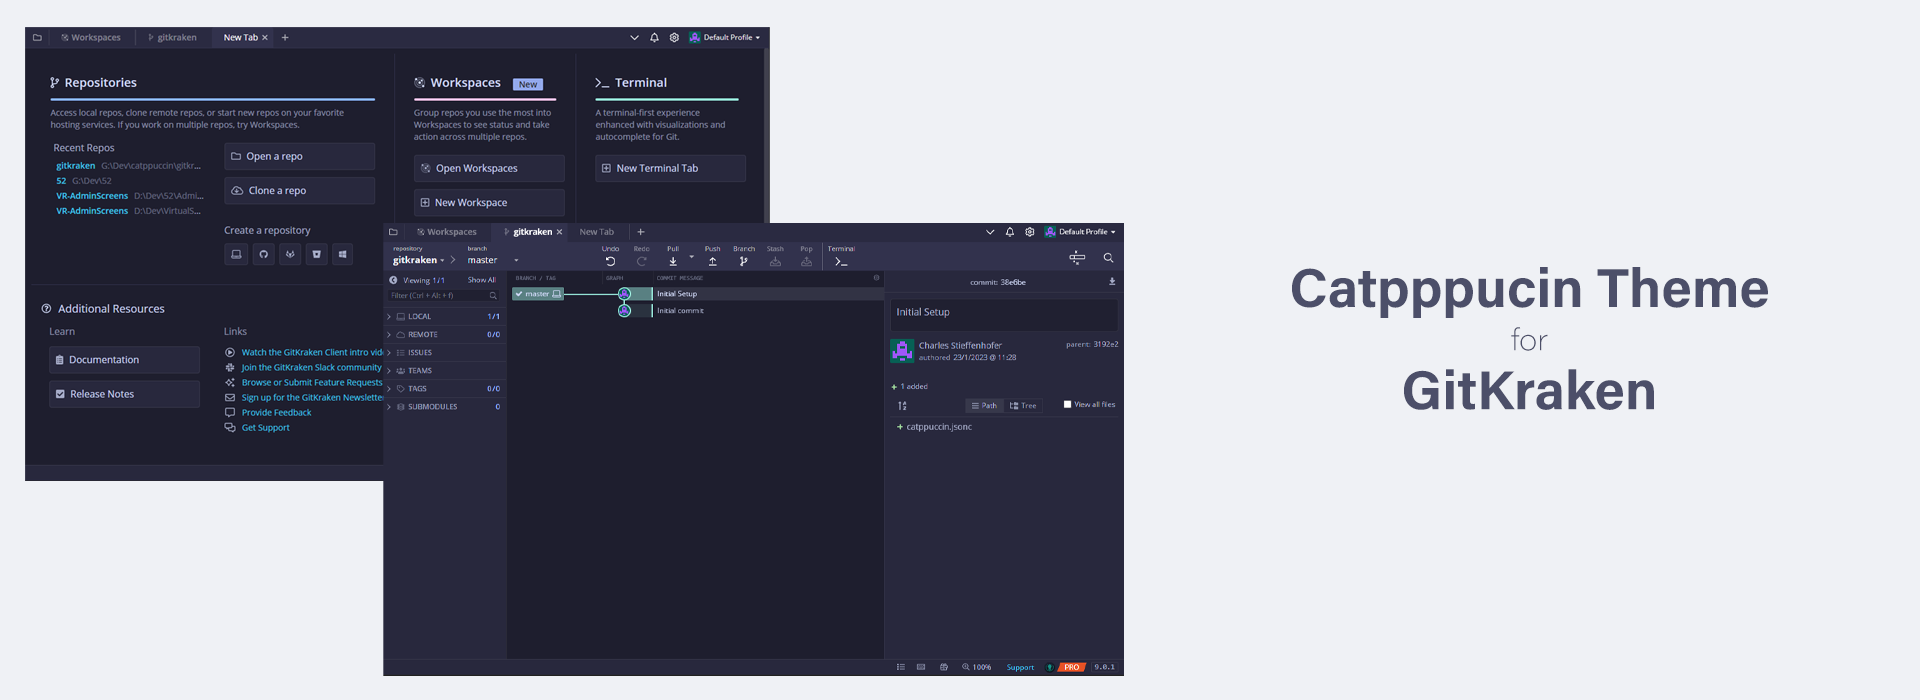 Workspaces gitkraken New Tab × + Default Profile
Repositories
Access local repos, clone remote repos, or start new repos on your favorite
hosting services. If you work on multiple repos, try Workspaces.
Recent Repos
gitkraken G:\Dev\catppuccin\gitkr...
S2 G:\Dev\S2
VR-AdminScreens D:\Dev\S2\Admi...
VR-AdminScreens D:\Dev\VirtualS...
Open a repo
Clone a repo
Create a repository
Workspaces New
Group repos you use the most into
Workspaces to see status and take
action across multiple repos.
Open Workspaces
New Workspace
Terminal
A terminal-first experience
enhanced with visualizations and
autocomplete for Git.
New Terminal Tab
Additional Resources
Learn
Documentation
Release Notes
Links
Watch the GitKraken Client intro vide
Join the GitKraken Slack community
Browse or Submit Feature Requests
Sign up for the GitKraken Newsletter
Provide Feedback
Get Support
Workspaces gitkraken × New Tab + Default Profile
repository branch
gitkraken master
Undo Redo Pull Push Branch Stash Pop Terminal
Viewing 1/1 Show All
Filter (Ctrl + Alt + f)
LOCAL 1/1
REMOTE 0/0
ISSUES
TEAMS
TAGS 0/0
SUBMODULES 0
BRANCH / TAG GRAPH COMMIT MESSAGE
master Initial Setup
Initial commit
commit: 38e6be
Initial Setup
Charles Stieffenhofer parent: 3192e2
authored 23/1/2023 @ 11:28
+ 1 added
Path Tree View all files
+ catppuccin.jsonc
100% Support PRO 9.0.1
Catpppucin Theme
for
GitKraken